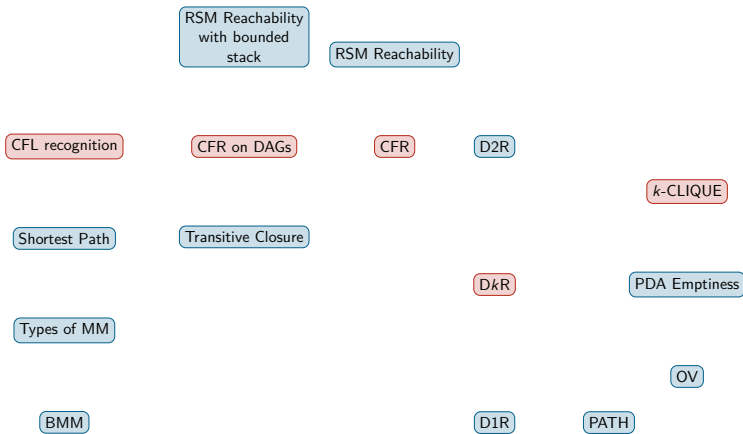 RSM Reachability
with bounded
stack
RSM Reachability
CFL recognition
CFR on DAGs
CFR
D2R
k-CLIQUE
Shortest Path
Transitive Closure
DkR
PDA Emptiness
Types of MM
OV
BMM
D1R
PATH